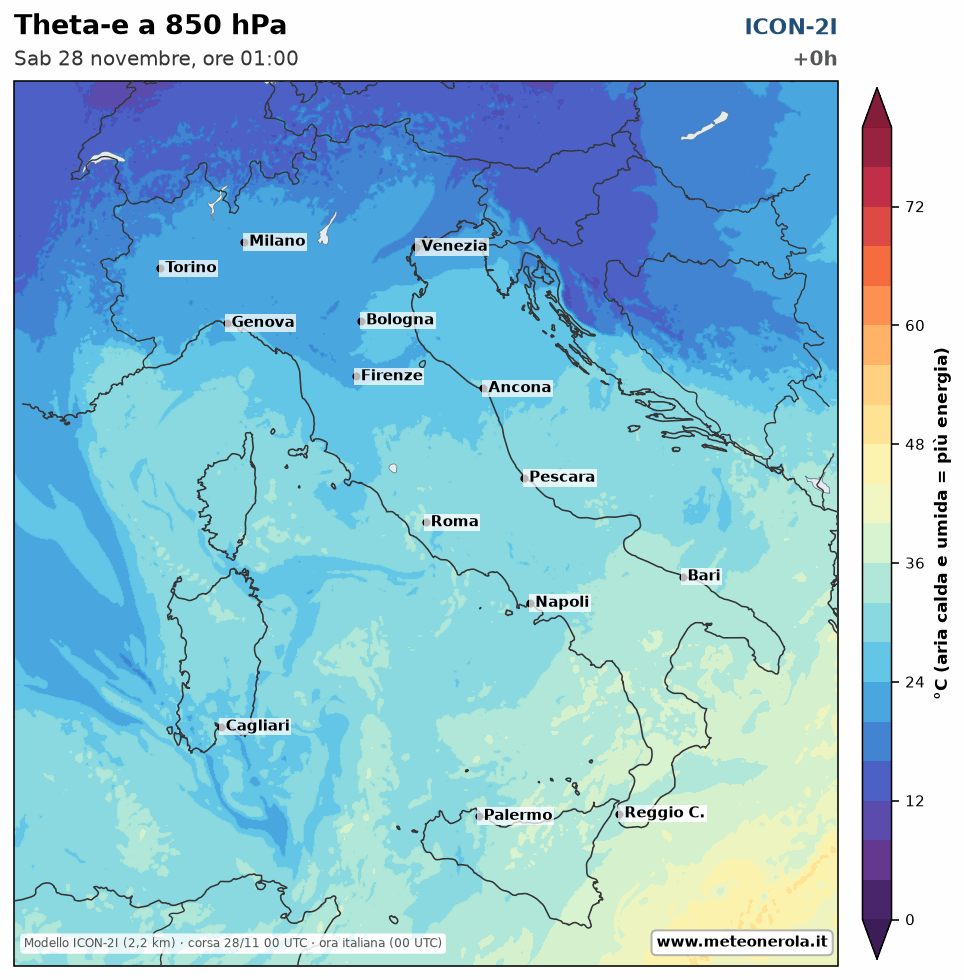 Theta-e a 850 hPa
ICON-2I
Sab 28 novembre, ore 01:00
+0h
Milano
Venezia
Torino
Genova
Bologna
Firenze
Ancona
Pescara
Roma
Bari
Napoli
Cagliari
Palermo
Reggio C.
72
60
48
36
24
12
0
°C (aria calda e umida = più energia)
Modello ICON-2I (2,2 km) · corsa 28/11 00 UTC · ora italiana (00 UTC)
www.meteonerola.it